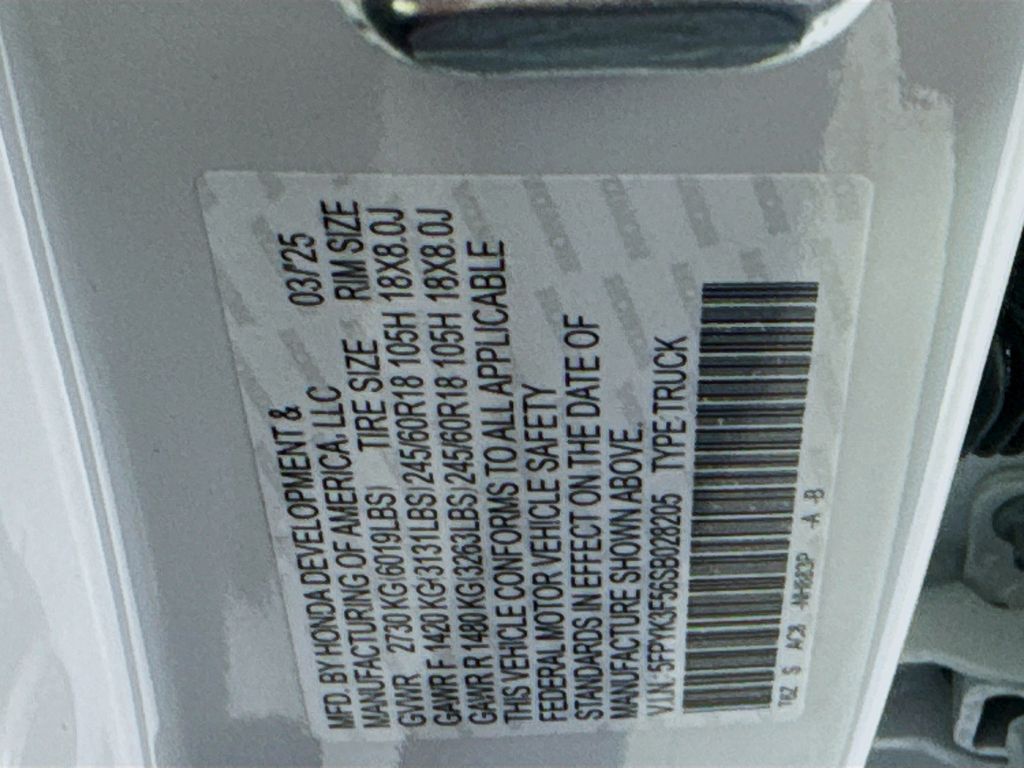 MFD. BY HONDA DEVELOPMENT & 03/25
MANUFACTURING OF AMERICA, LLC TIRE SIZE RIM SIZE
GVWR 2730 KG(6019LBS)
GAWR F 1420 KG(3131LBS) 245/60R18 105H 18X8.0J
GAWR R 1480 KG(3263LBS) 245/60R18 105H 18X8.0J
THIS VEHICLE CONFORMS TO ALL APPLICABLE
FEDERAL MOTOR VEHICLE SAFETY
STANDARDS IN EFFECT ON THE DATE OF
MANUFACTURE SHOWN ABOVE.
V.I.N.:5FPYK3F56SB028205 TYPE:TRUCK
S -A -B
HONDA